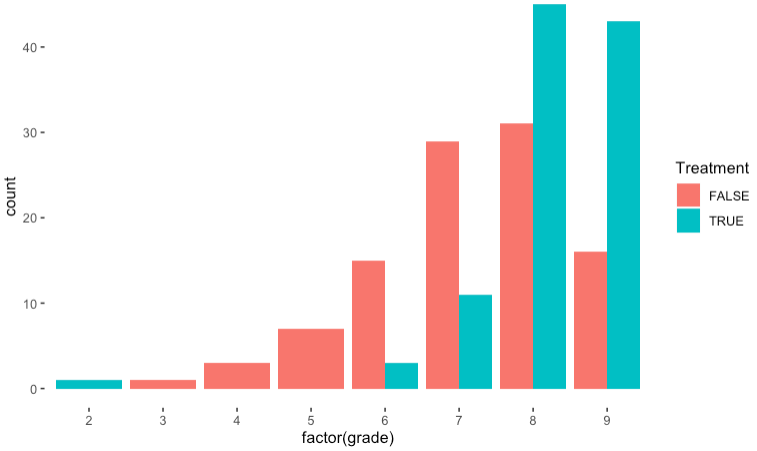 40
30
20
10
0
count
2 3 4 5 6 7 8 9
factor(grade)
Treatment
FALSE
TRUE